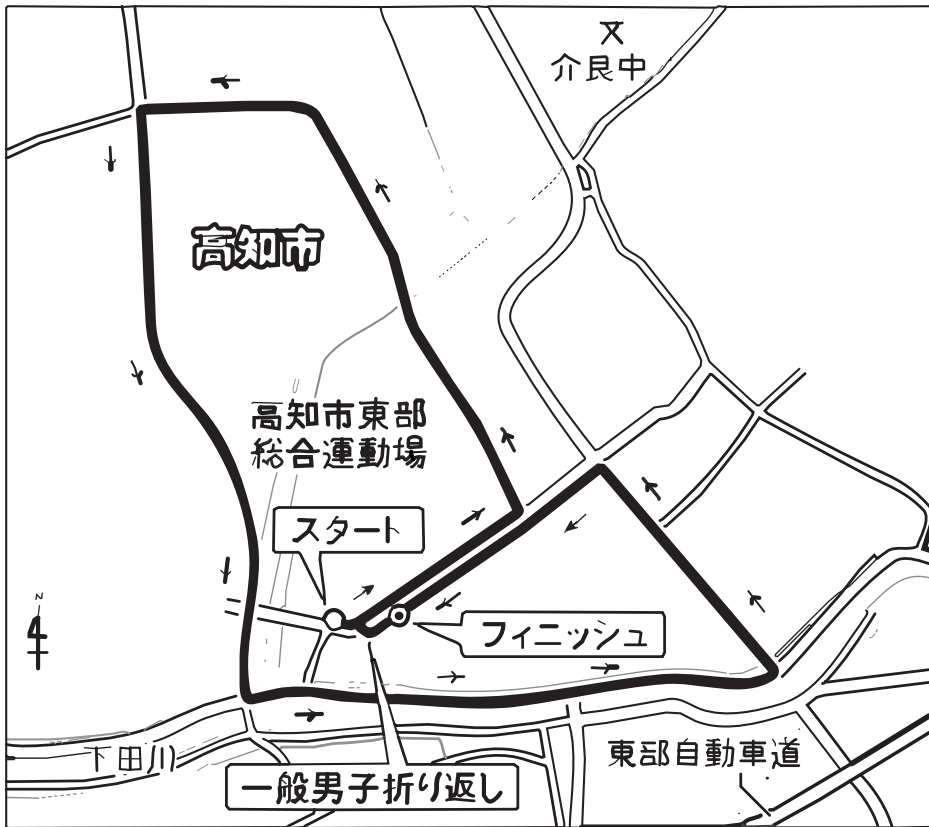 文
介良中
高知市
高知市東部
総合運動場
スタート
フィニッシュ
N
下田川
東部自動車道
一般男子折り返し